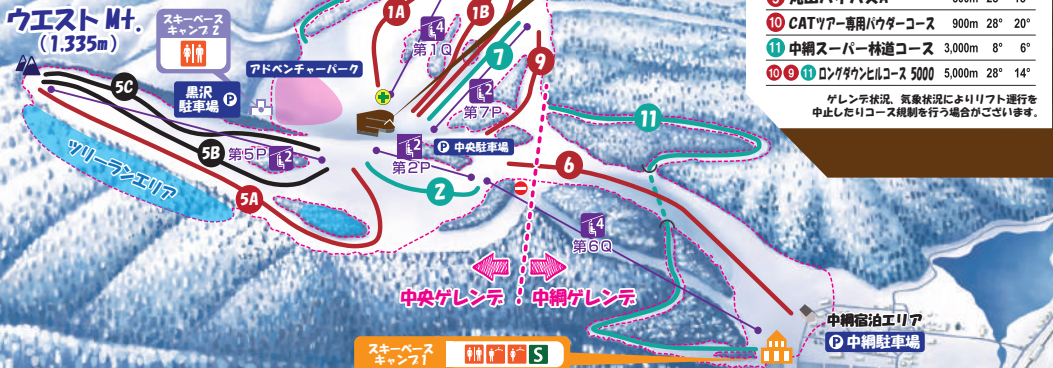 ウエスト Mt.
(1,335m)
スキーベース
キャンプ 2
黒沢
駐車場 P
アドベンチャーパーク
1A
1B
4
第1Q
7
9
2
第7P
P 中央駐車場
5C
5B
第5P
2
2
第2P
2
6
11
5A
ツリーランエリア
4
第6Q
中央ゲレンデ
中綱ゲレンデ
スキーベース
キャンプ 1
S
中綱宿泊エリア
P 中綱駐車場
10 CATツアー専用パウダーコース 900m 28° 20°
11 中綱スーパー林道コース 3,000m 8° 6°
10 9 11 ロングダウンヒルコース 5000 5,000m 28° 14°
ゲレンデ状況、気象状況によりリフト運行を
中止したりコース規制を行う場合がございます。